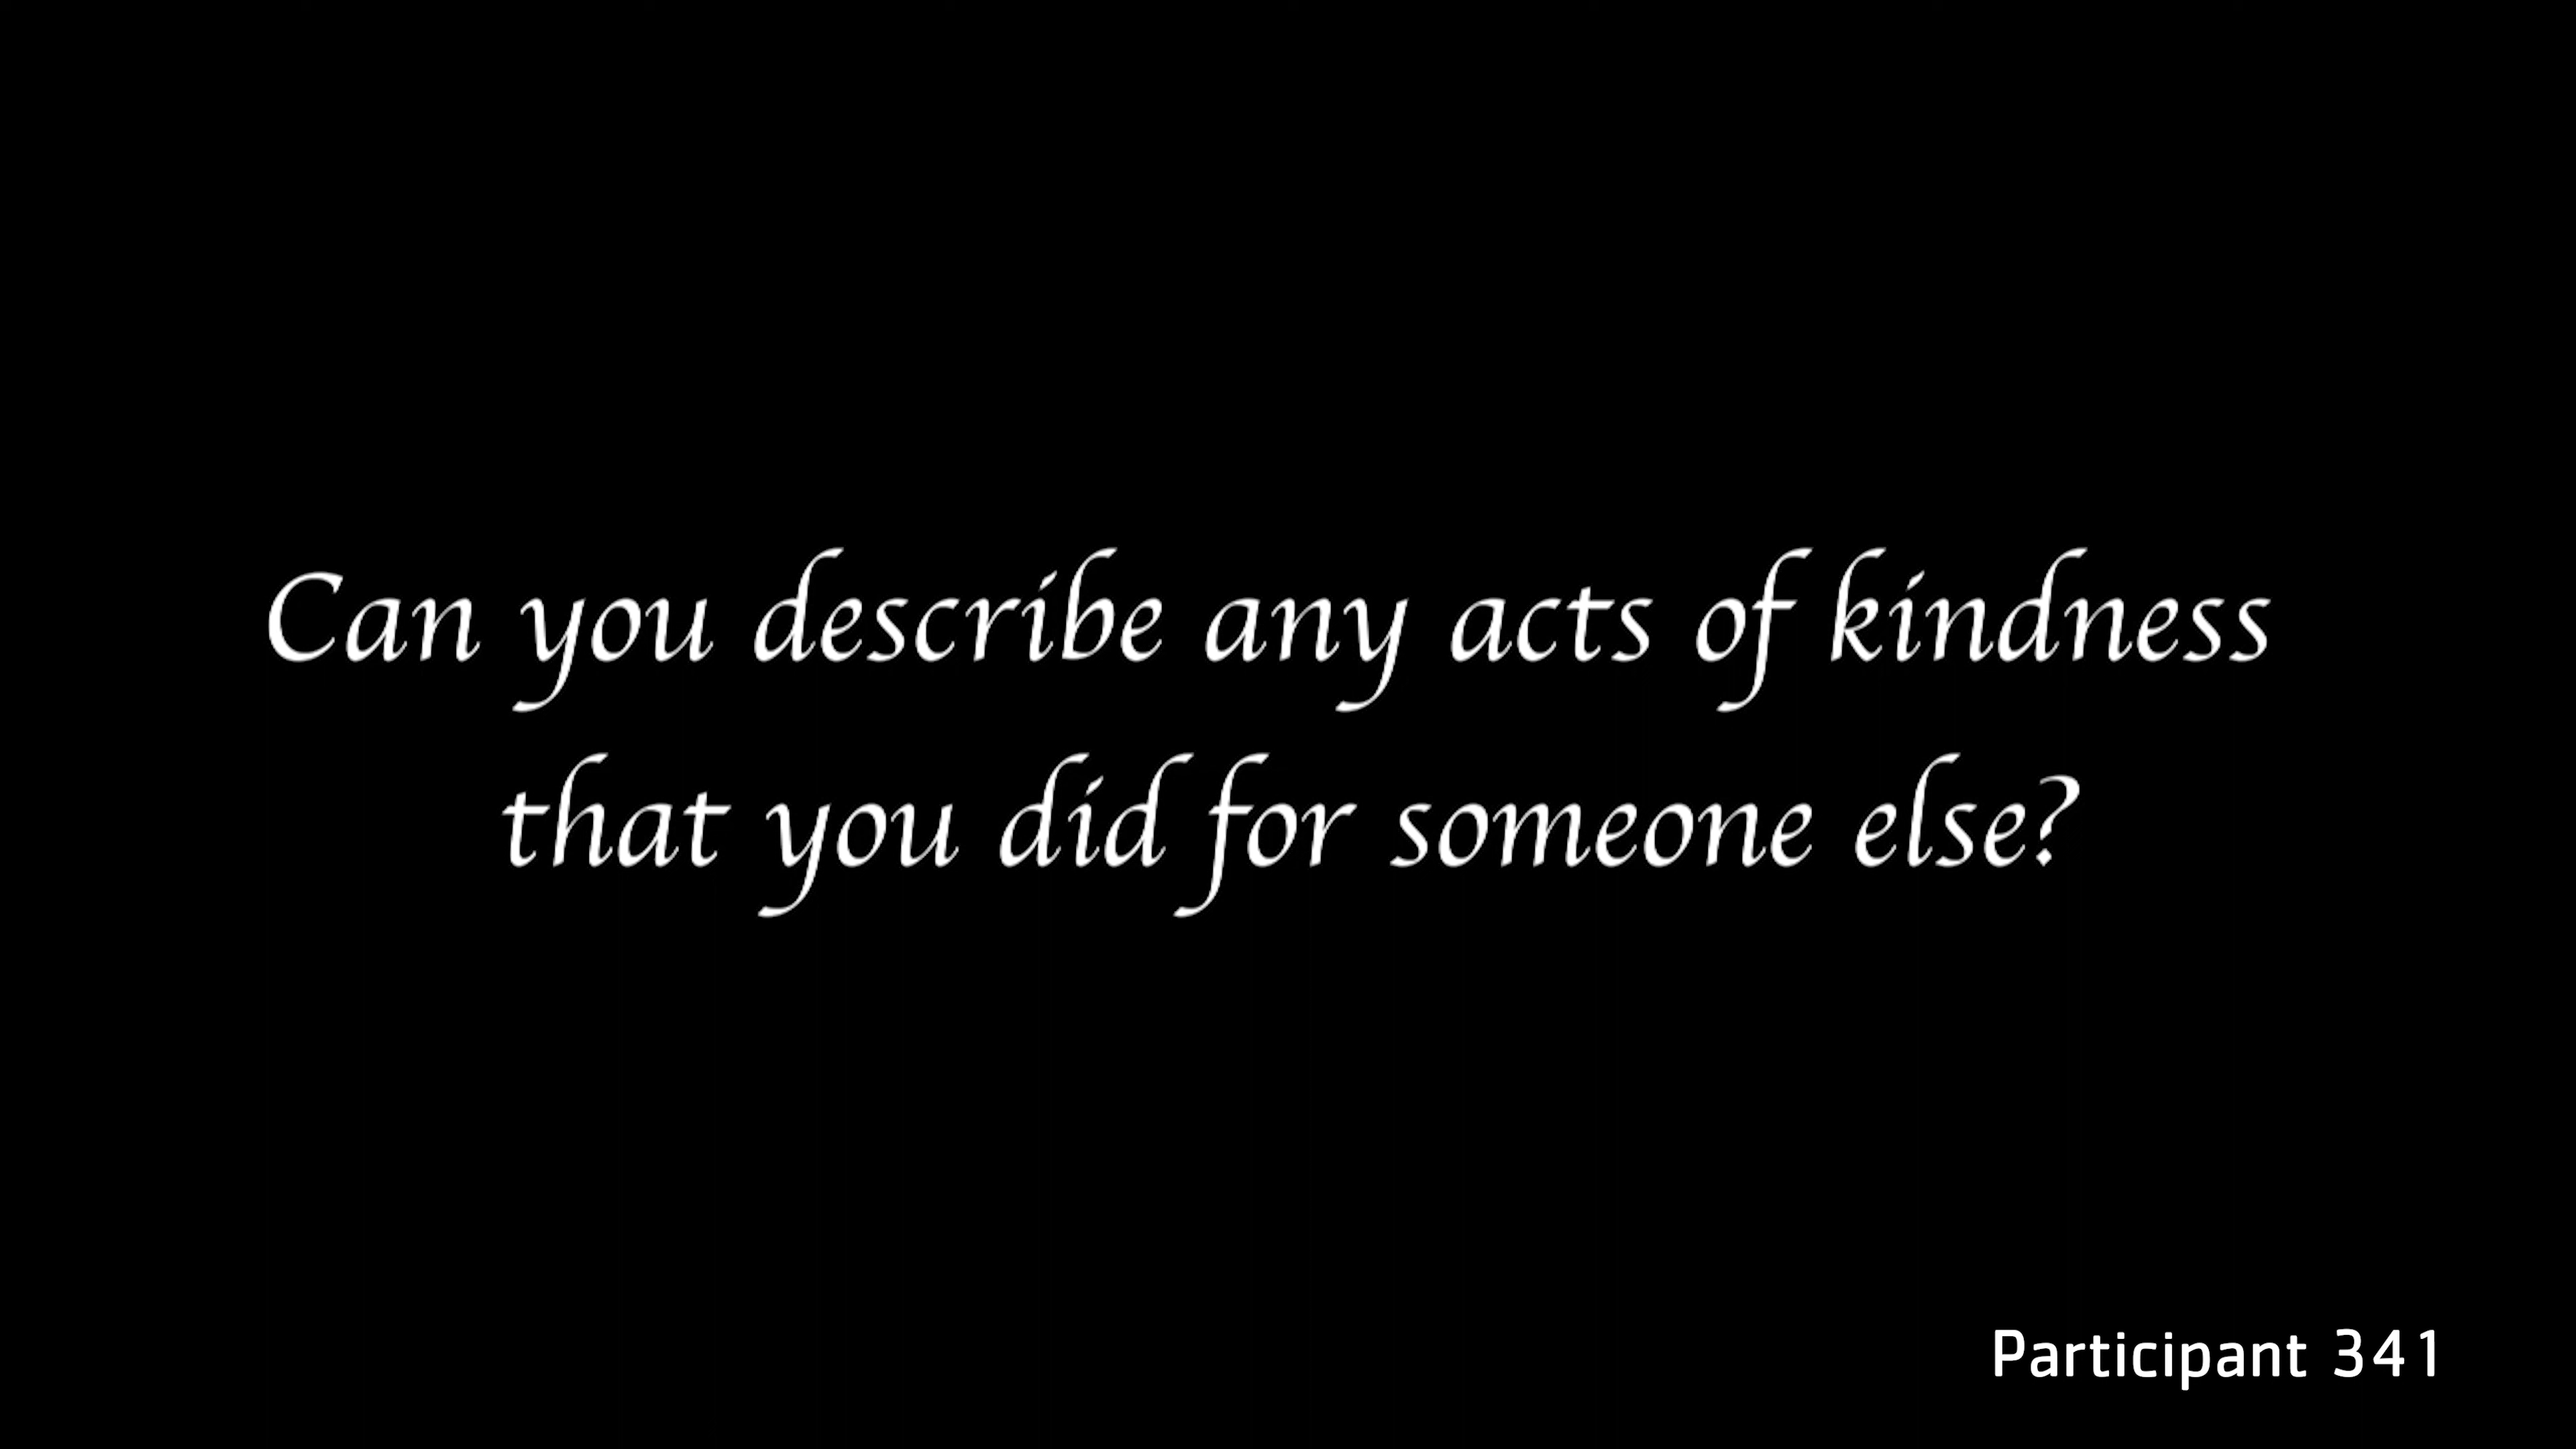 Can you describe any acts of kindness
that you did for someone else?
Participant 341